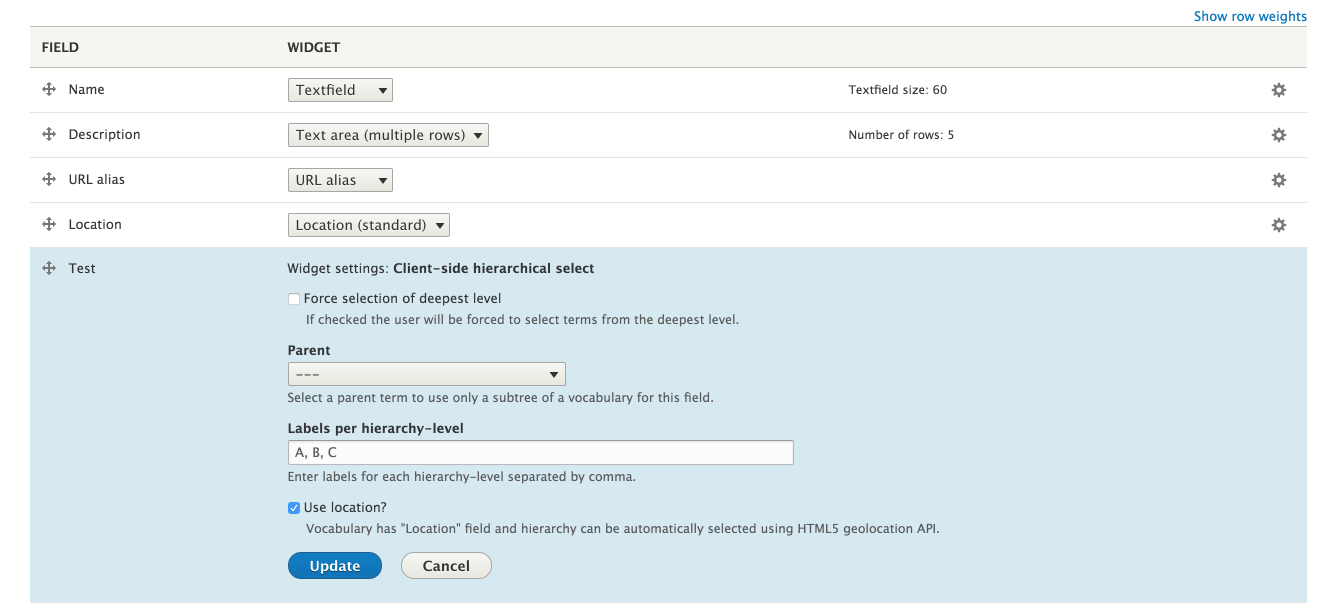 Show row weights
FIELD WIDGET
Name Textfield Textfield size: 60
Description Text area (multiple rows) Number of rows: 5
URL alias URL alias
Location Location (standard)
Test Widget settings: Client-side hierarchical select
Force selection of deepest level
If checked the user will be forced to select terms from the deepest level.
Parent
---
Select a parent term to use only a subtree of a vocabulary for this field.
Labels per hierarchy-level
A, B, C
Enter labels for each hierarchy-level separated by comma.
Use location?
Vocabulary has "Location" field and hierarchy can be automatically selected using HTML5 geolocation API.
Update Cancel